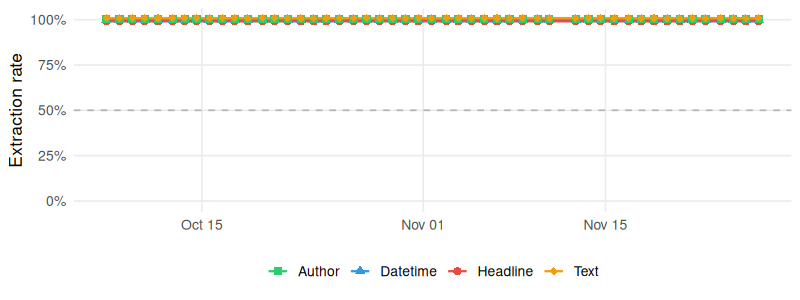 Extraction rate
100%
75%
50%
25%
0%
Oct 15 Nov 01 Nov 15
Author Datetime Headline Text